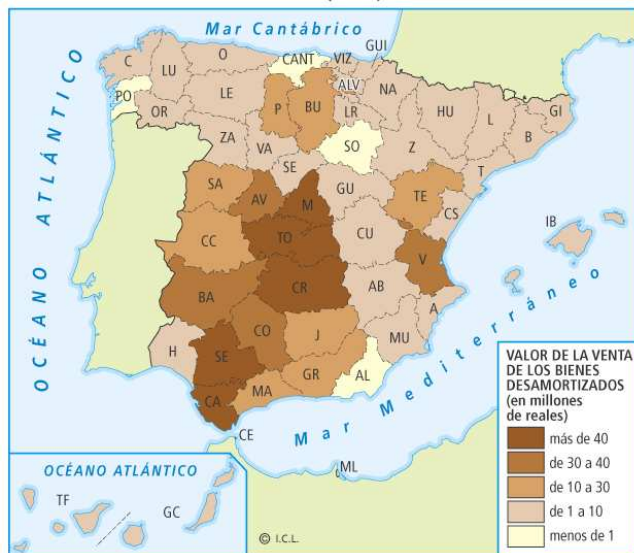 Mar Cantábrico
OCÉANO ATLÁNTICO
C
LU
O
CANT
VIZ
GUI
PO
OR
LE
P
BU
ALV
LR
NA
HU
L
GI
B
ZA
VA
SE
SO
Z
T
SA
AV
M
GU
TE
CS
CC
TO
CU
V
IB
BA
CR
AB
A
H
SE
CO
J
MU
CA
MA
GR
AL
CE
ML
Mar Mediterráneo
OCÉANO ATLÁNTICO
TF
GC
© I.C.L.
VALOR DE LA VENTA
DE LOS BIENES
DESAMORTIZADOS
(en millones
de reales)
más de 40
de 30 a 40
de 10 a 30
de 1 a 10
menos de 1